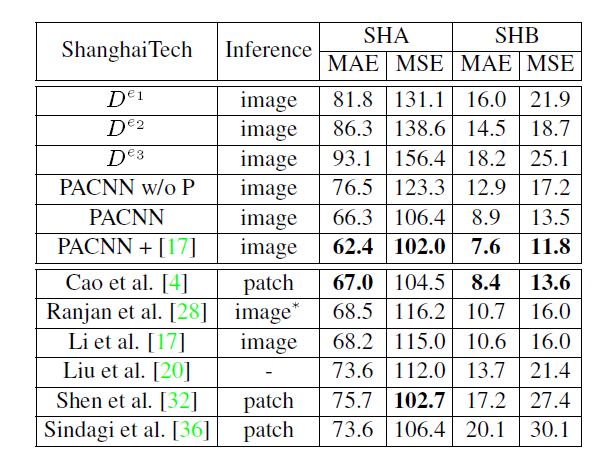 ShanghaiTech Inference SHA SHB
MAE MSE MAE MSE
D^{e_1} image 81.8 131.1 16.0 21.9
D^{e_2} image 86.3 138.6 14.5 18.7
D^{e_3} image 93.1 156.4 18.2 25.1
PACNN w/o P image 76.5 123.3 12.9 17.2
PACNN image 66.3 106.4 8.9 13.5
PACNN + [17] image 62.4 102.0 7.6 11.8
Cao et al. [4] patch 67.0 104.5 8.4 13.6
Ranjan et al. [28] image* 68.5 116.2 10.7 16.0
Li et al. [17] image 68.2 115.0 10.6 16.0
Liu et al. [20] - 73.6 112.0 13.7 21.4
Shen et al. [32] patch 75.7 102.7 17.2 27.4
Sindagi et al. [36] patch 73.6 106.4 20.1 30.1